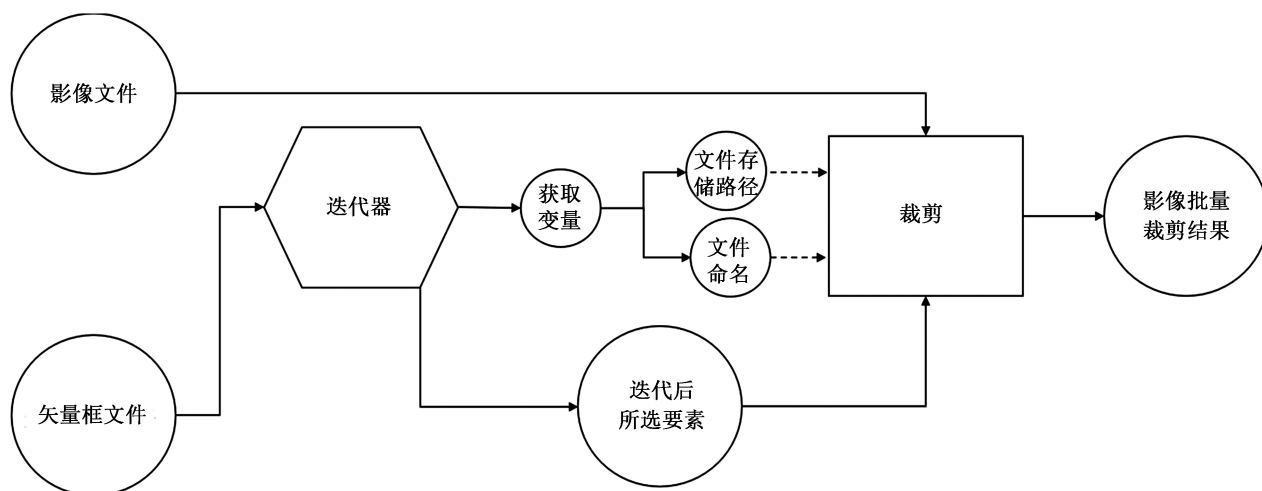 影像文件
迭代器
获取
变量
文件存
储路径
文件
命名
裁剪
影像批量
裁剪结果
矢量框文件
迭代后
所选要素